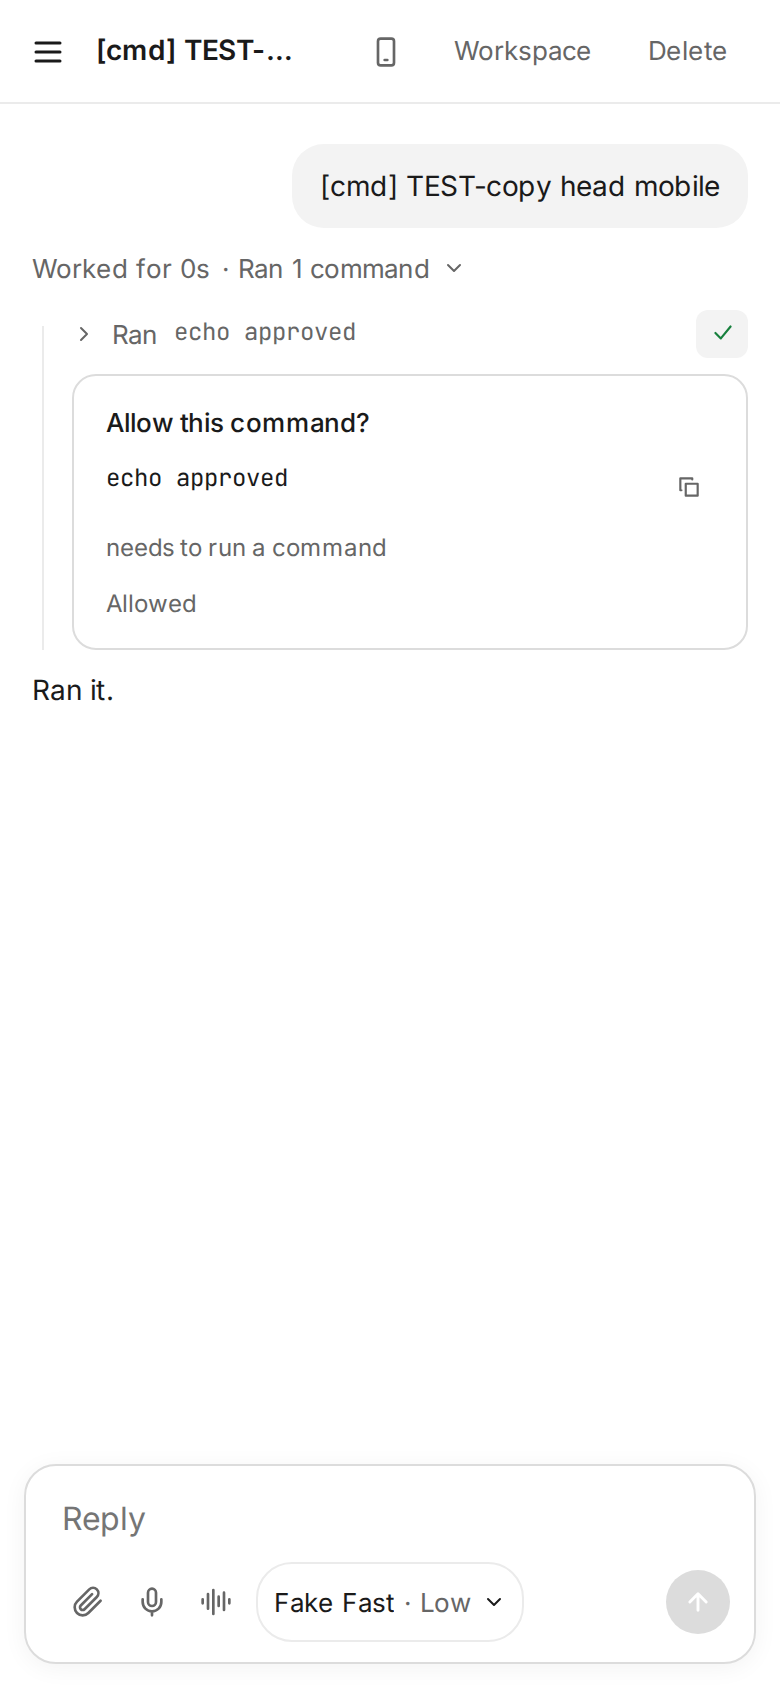 [cmd] TEST-...
Workspace
Delete
[cmd] TEST-copy head mobile
Worked for 0s · Ran 1 command
Ran echo approved
Allow this command?
echo approved
needs to run a command
Allowed
Ran it.
Reply
Fake Fast · Low